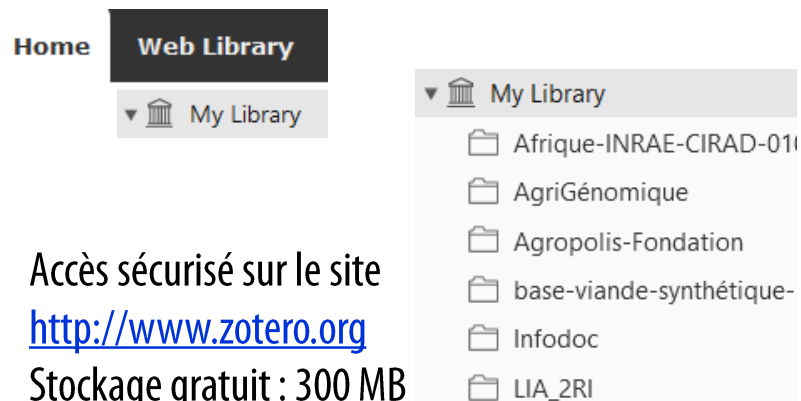 Home Web Library
My Library
My Library
Afrique-INRAE-CIRAD-010
AgriGénomique
Agropolis-Fondation
base-viande-synthétique-
Infodoc
LIA_2RI
Accès sécurisé sur le site
http://www.zotero.org
Stockage gratuit : 300 MB